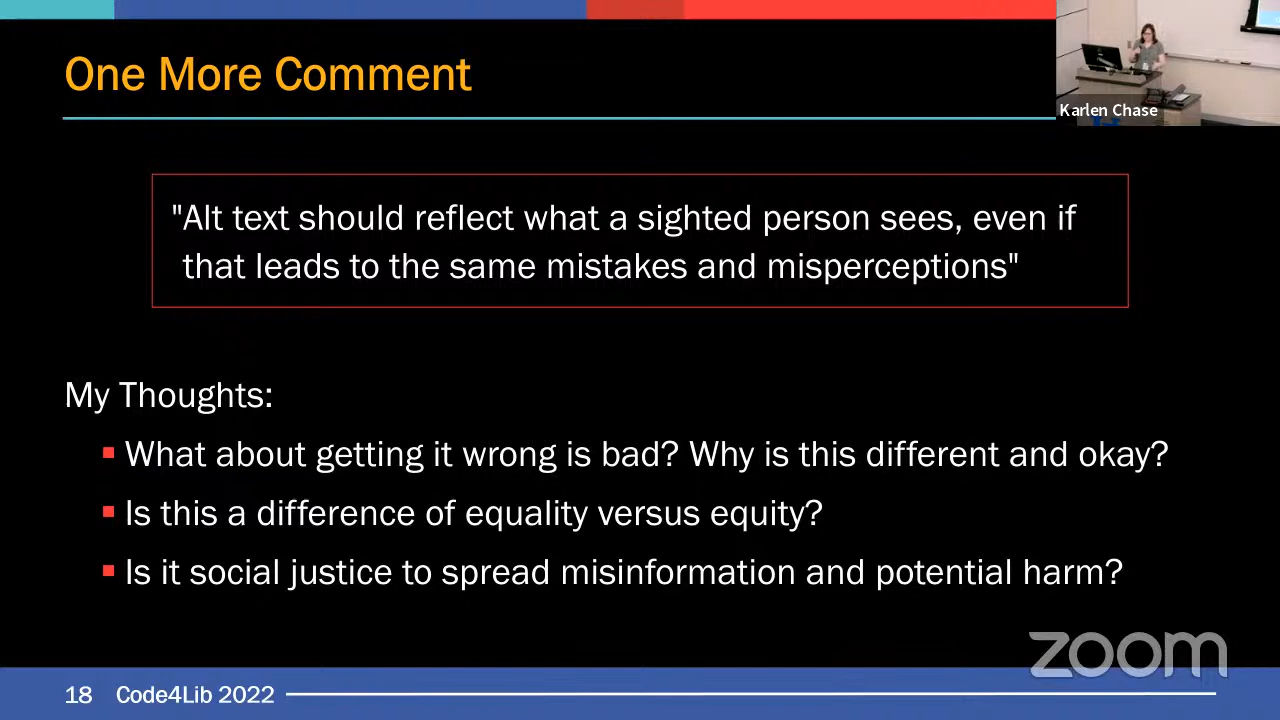 One More Comment
Karlen Chase
"Alt text should reflect what a sighted person sees, even if
that leads to the same mistakes and misperceptions"
My Thoughts:
What about getting it wrong is bad? Why is this different and okay?
Is this a difference of equality versus equity?
Is it social justice to spread misinformation and potential harm?
zoom
18 Code4Lib 2022